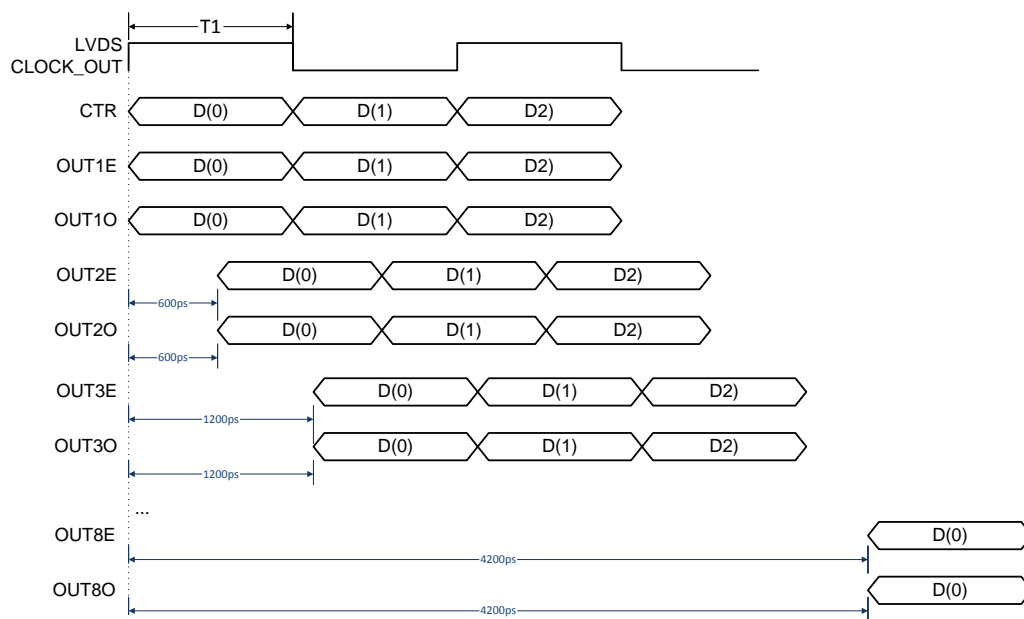 T1
LVDS
CLOCK_OUT
CTR D(0) D(1) D2)
OUT1E D(0) D(1) D2)
OUT1O D(0) D(1) D2)
OUT2E D(0) D(1) D2)
600ps
OUT2O D(0) D(1) D2)
600ps
OUT3E D(0) D(1) D2)
1200ps
OUT3O D(0) D(1) D2)
1200ps
...
OUT8E D(0)
4200ps
OUT8O D(0)
4200ps